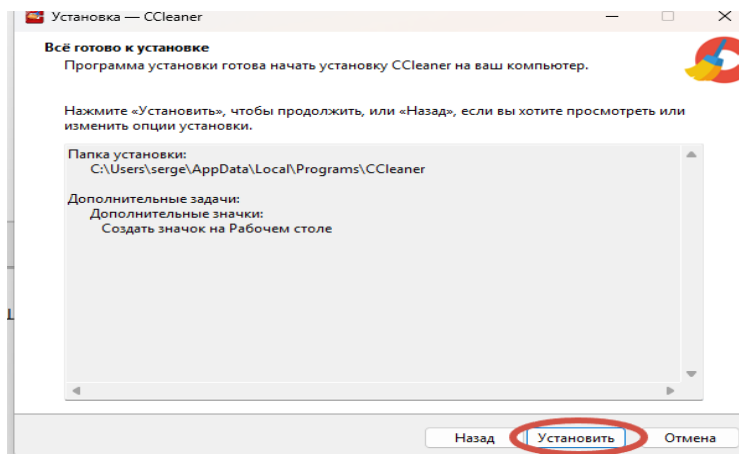 Установка — CCleaner
Всё готово к установке
Программа установки готова начать установку CCleaner на ваш компьютер.
Нажмите «Установить», чтобы продолжить, или «Назад», если вы хотите просмотреть или
изменить опции установки.
Папка установки:
C:\Users\serge\AppData\Local\Programs\CCleaner
Дополнительные задачи:
Дополнительные значки:
Создать значок на Рабочем столе
Назад
Установить
Отмена